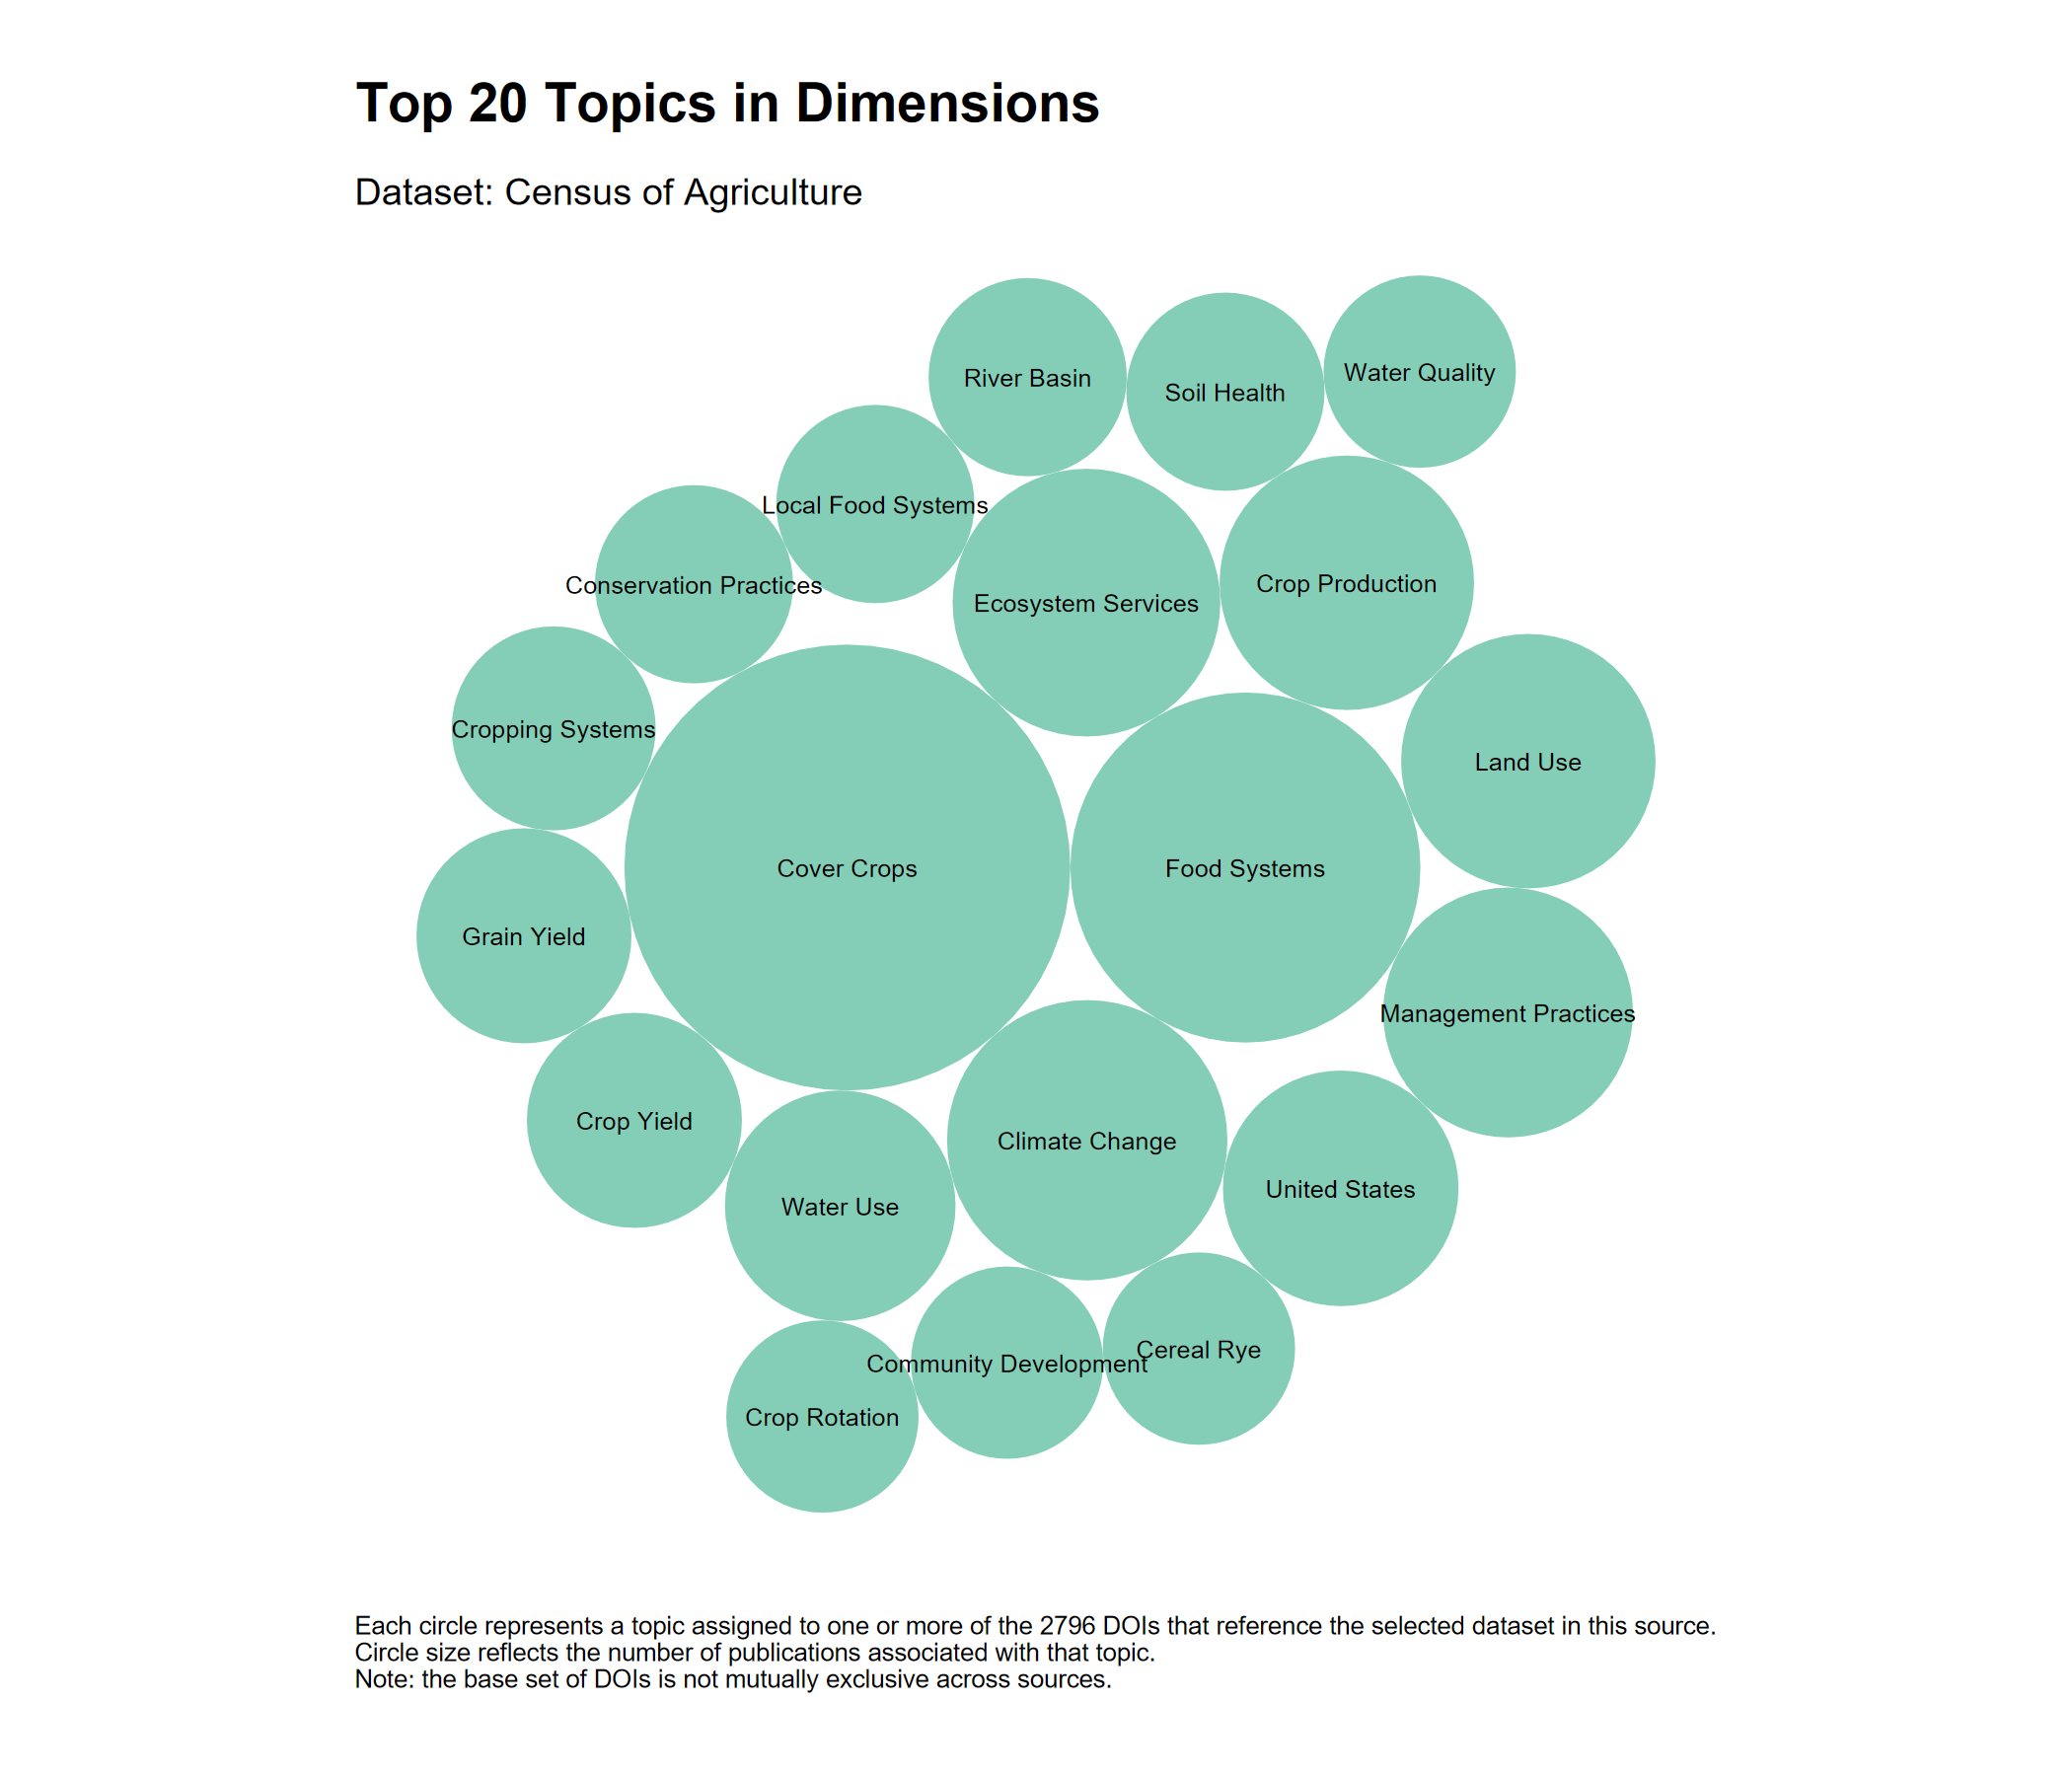 Top 20 Topics in Dimensions
Dataset: Census of Agriculture
River Basin
Soil Health
Water Quality
Local Food Systems
Conservation Practices
Ecosystem Services
Crop Production
Cropping Systems
Land Use
Cover Crops
Food Systems
Grain Yield
Management Practices
Crop Yield
Climate Change
United States
Water Use
Community Development
Cereal Rye
Crop Rotation
Each circle represents a topic assigned to one or more of the 2796 DOIs that reference the selected dataset in this source.
Circle size reflects the number of publications associated with that topic.
Note: the base set of DOIs is not mutually exclusive across sources.